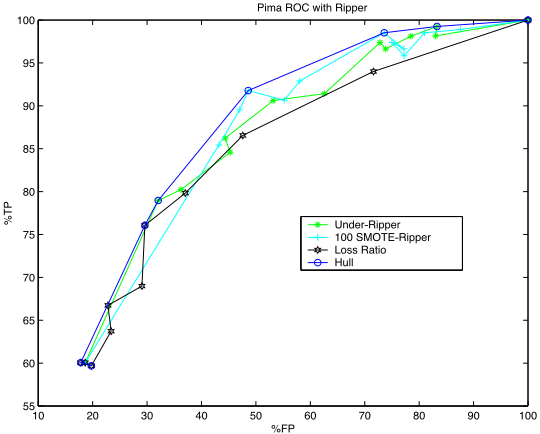 Pima ROC with Ripper
100
95
90
85
80
75
70
65
60
55
%TP
Under-Ripper
100 SMOTE-Ripper
Loss Ratio
Hull
10 20 30 40 50 60 70 80 90 100
%FP